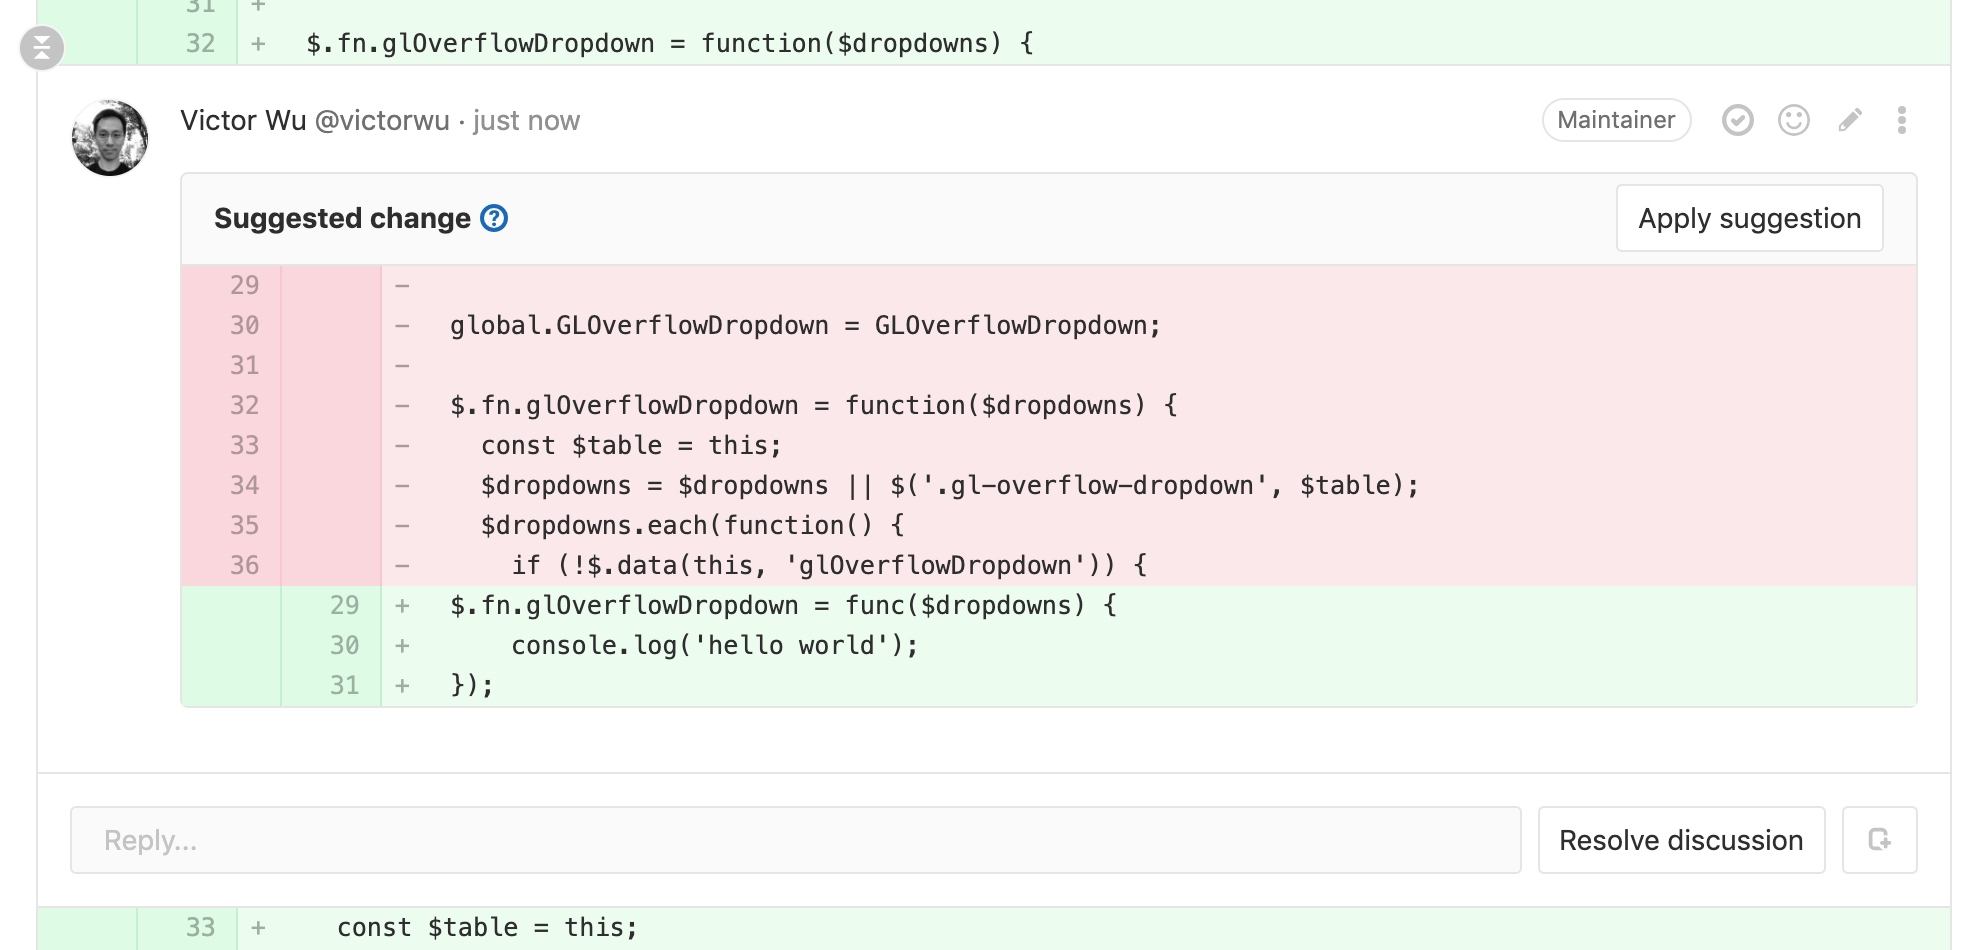 31 +
32 + $.fn.glOverflowDropdown = function($dropdowns) {
Victor Wu @victorwu · just now
Maintainer
Suggested change ?
Apply suggestion
29 −
30 − global.GLOverflowDropdown = GLOverflowDropdown;
31 −
32 − $.fn.glOverflowDropdown = function($dropdowns) {
33 − const $table = this;
34 − $dropdowns = $dropdowns || $('.gl-overflow-dropdown', $table);
35 − $dropdowns.each(function() {
36 − if (!$.data(this, 'glOverflowDropdown')) {
29 + $.fn.glOverflowDropdown = func($dropdowns) {
30 + console.log('hello world');
31 + });
Reply...
Resolve discussion
33 + const $table = this;